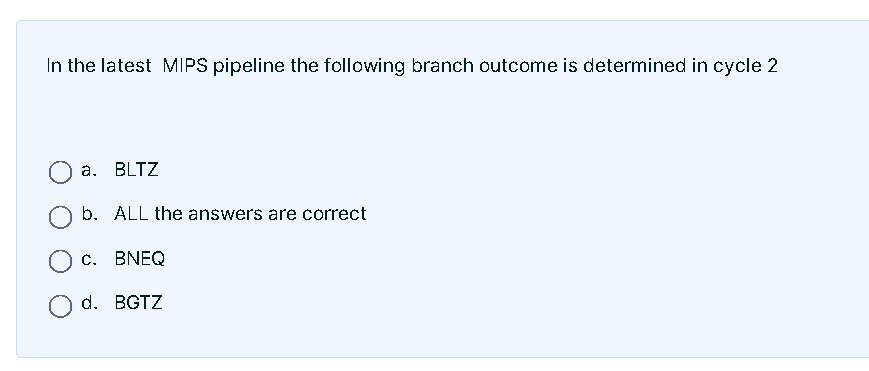 In the latest  MIPS pipeline the following branch outcome is determined in cycle 2
a. BLTZ
b. ALL the answers are correct
c. BNEQ
d. BGTZ